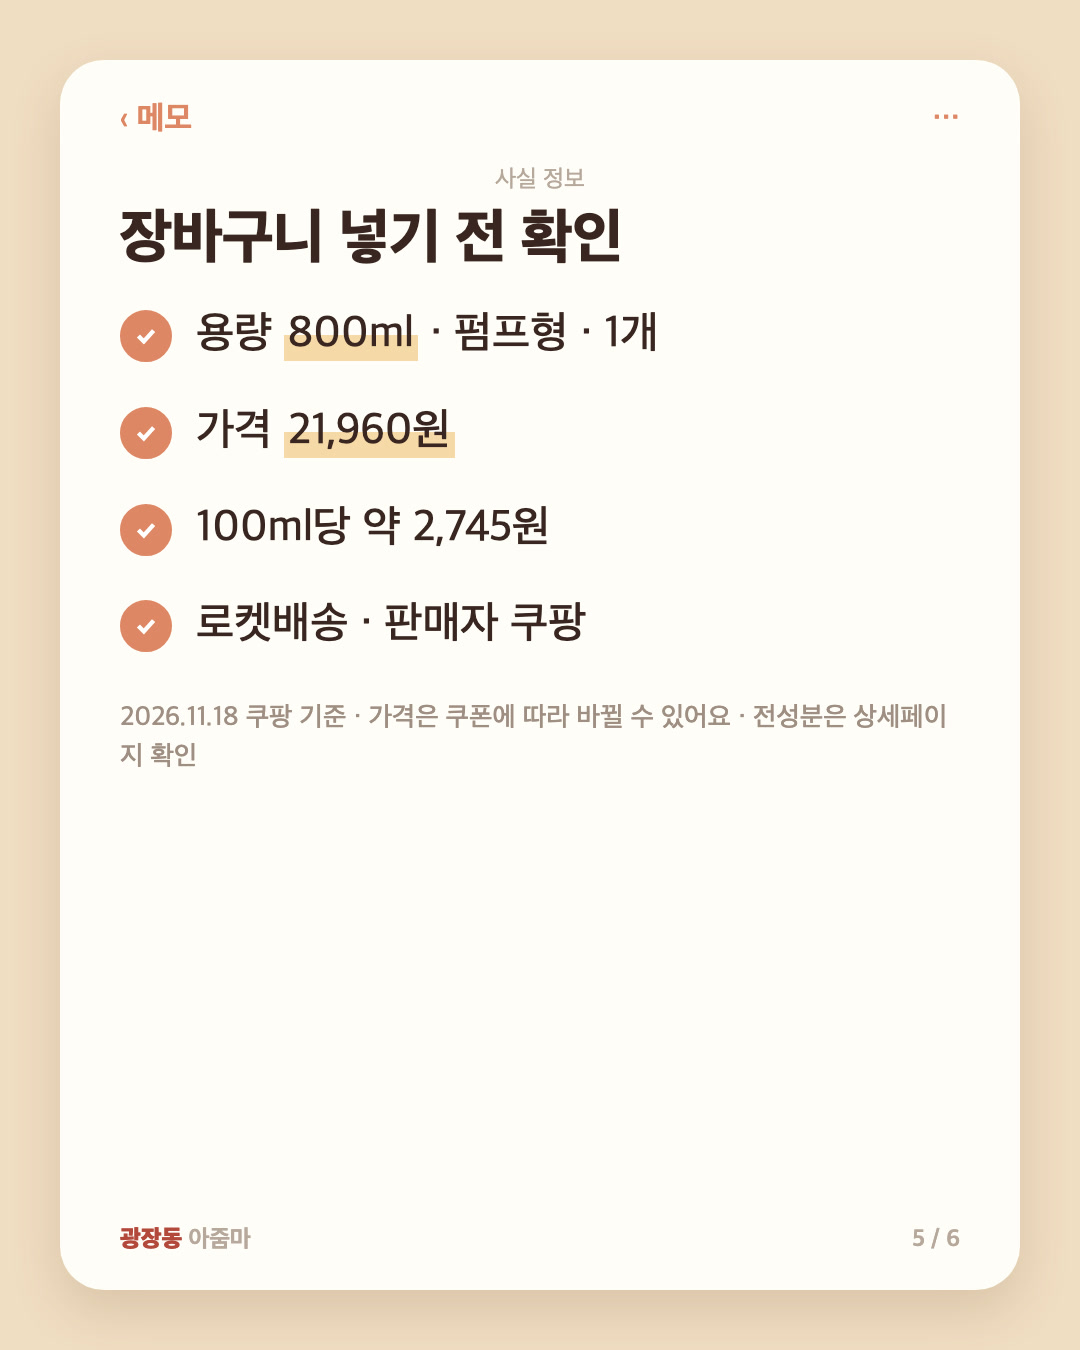 ‹ 메모 ···
사실 정보
장바구니 넣기 전 확인
용량 800ml · 펌프형 · 1개
가격 21,960원
100ml당 약 2,745원
로켓배송 · 판매자 쿠팡
2026.11.18 쿠팡 기준 · 가격은 쿠폰에 따라 바뀔 수 있어요 · 전성분은 상세페이
지 확인
광장동 아줌마 5 / 6